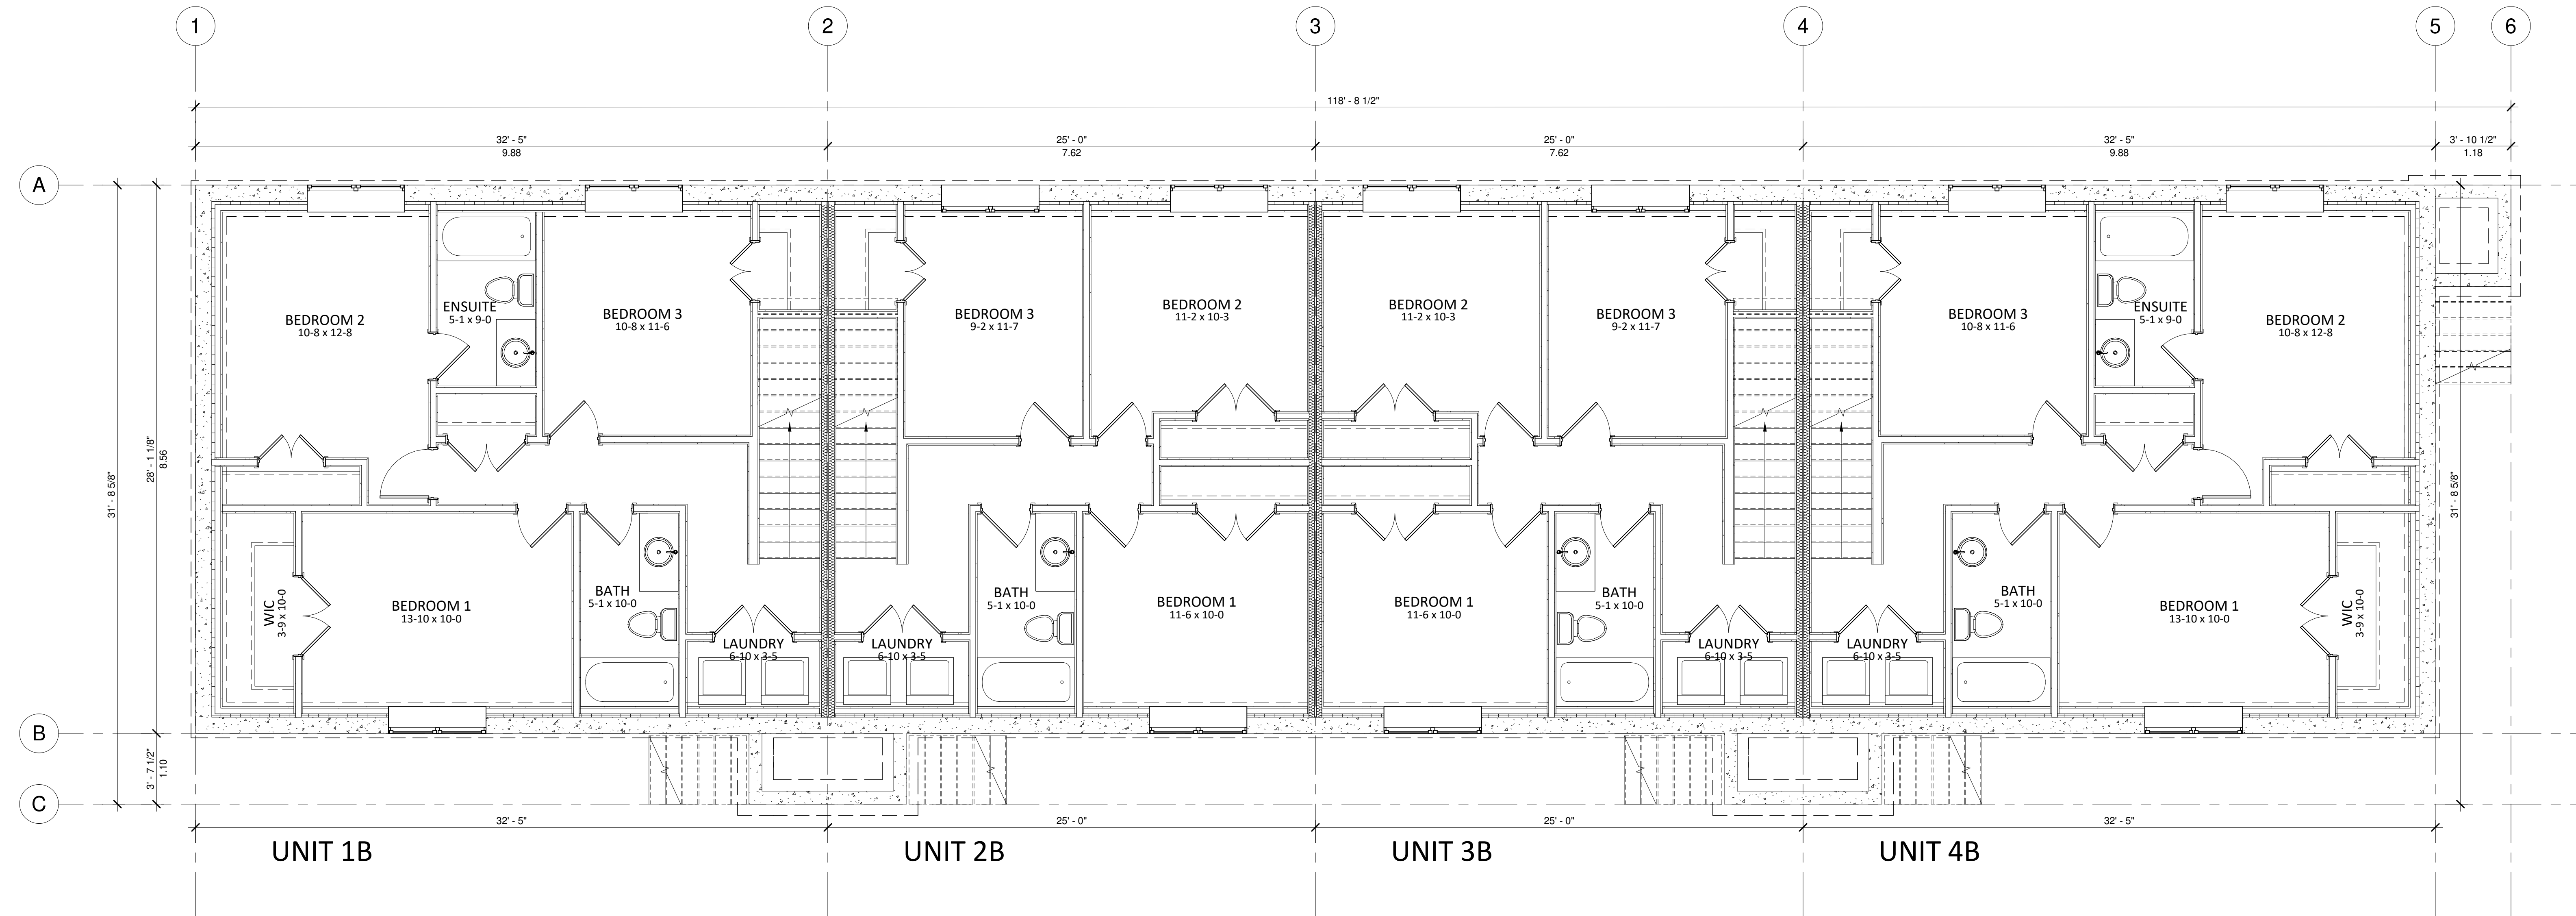 1
2
3
4
5
6
118' - 8 1/2"
32' - 5"
9.88
25' - 0"
7.62
25' - 0"
7.62
32' - 5"
9.88
3' - 10 1/2"
1.18
A
BEDROOM 2
10-8 x 12-8
ENSUITE
5-1 x 9-0
BEDROOM 3
10-8 x 11-6
BEDROOM 3
9-2 x 11-7
BEDROOM 2
11-2 x 10-3
BEDROOM 2
11-2 x 10-3
BEDROOM 3
9-2 x 11-7
BEDROOM 3
10-8 x 11-6
ENSUITE
5-1 x 9-0
BEDROOM 2
10-8 x 12-8
31' - 8 5/8"
28' - 1 1/8"
8.56
31' - 8 5/8"
WIC
3-9 x 10-0
BEDROOM 1
13-10 x 10-0
BATH
5-1 x 10-0
LAUNDRY
6-10 x 3-5
LAUNDRY
6-10 x 3-5
BATH
5-1 x 10-0
BEDROOM 1
11-6 x 10-0
BEDROOM 1
11-6 x 10-0
BATH
5-1 x 10-0
LAUNDRY
6-10 x 3-5
LAUNDRY
6-10 x 3-5
BATH
5-1 x 10-0
BEDROOM 1
13-10 x 10-0
WIC
3-9 x 10-0
B
3' - 7 1/2"
1.10
C
32' - 5"
25' - 0"
25' - 0"
32' - 5"
UNIT 1B
UNIT 2B
UNIT 3B
UNIT 4B